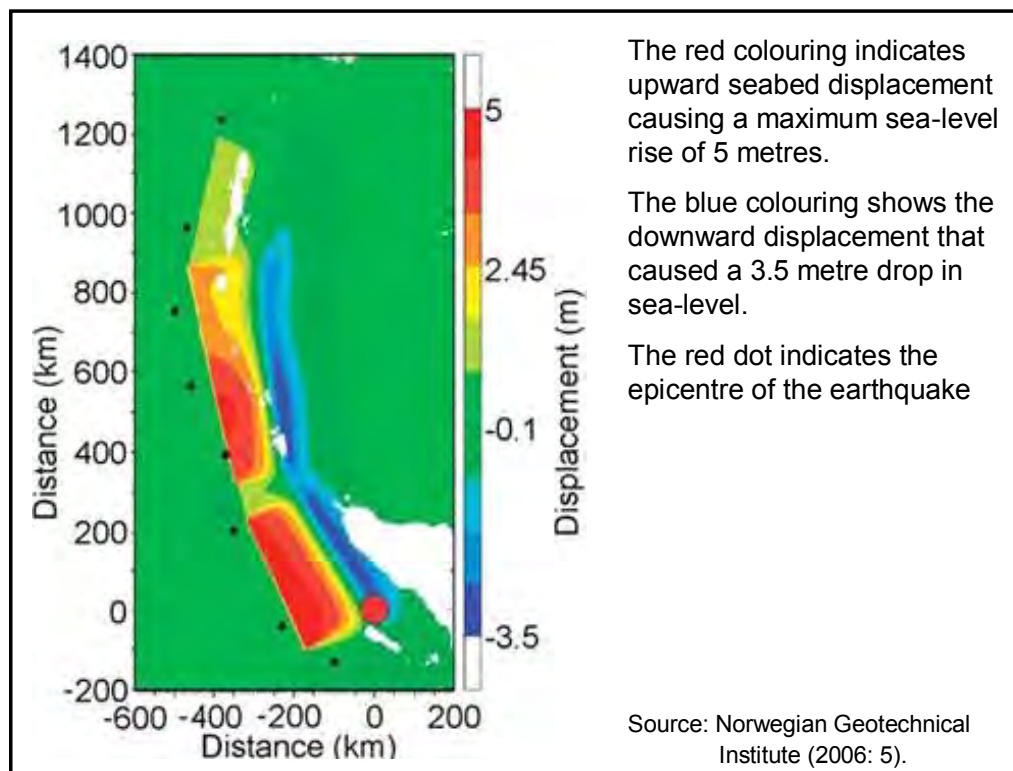 1400
1200
1000
800
600
400
200
0
-200
Distance (km)
-600 -400 -200 0 200
Distance (km)
5
2.45
-0.1
-3.5
Displacement (m)
The red colouring indicates
upward seabed displacement
causing a maximum sea-level
rise of 5 metres.
The blue colouring shows the
downward displacement that
caused a 3.5 metre drop in
sea-level.
The red dot indicates the
epicentre of the earthquake
Source: Norwegian Geotechnical
Institute (2006: 5).